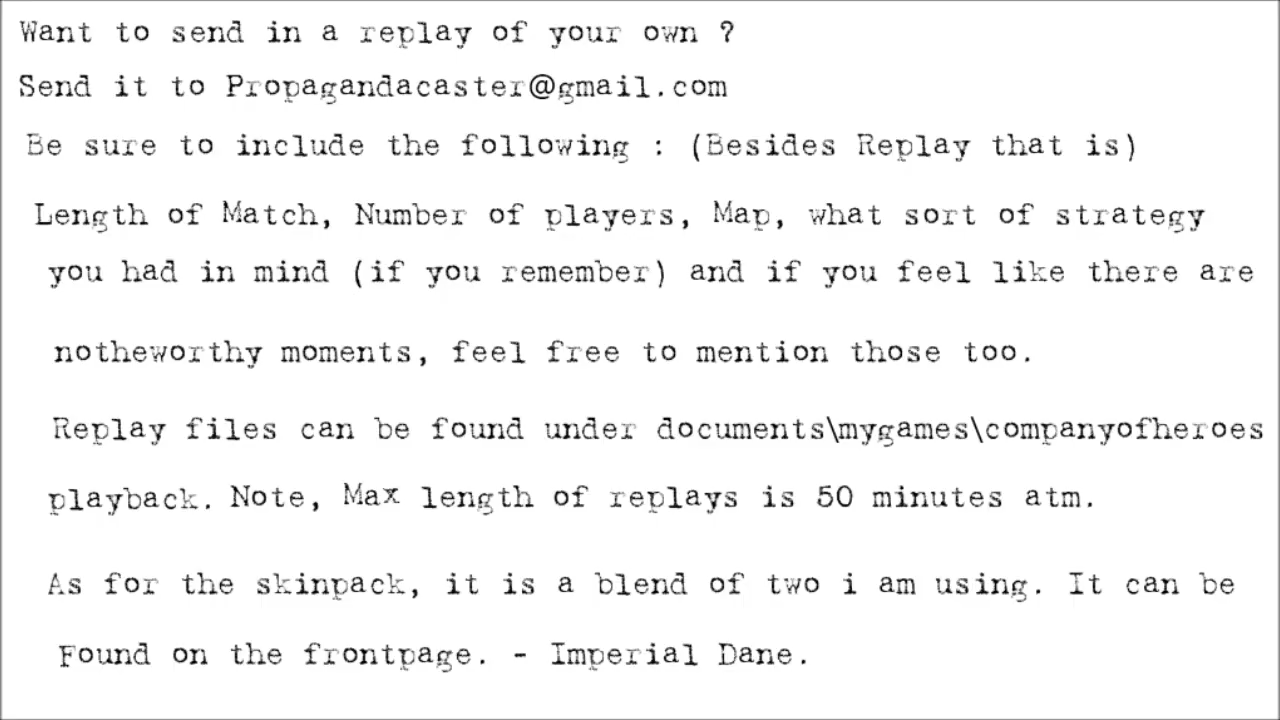 Want to send in a replay of your own ?
Send it to Propagandacaster@gmail.com
Be sure to include the following : (Besides Replay that is)
Length of Match, Number of players, Map, what sort of strategy
you had in mind (if you remember) and if you feel like there are
notheworthy moments, feel free to mention those too.
Replay files can be found under documents\mygames\companyofheroes
playback. Note, Max length of replays is 50 minutes atm.
As for the skinpack, it is a blend of two i am using. It can be
Found on the frontpage. - Imperial Dane.